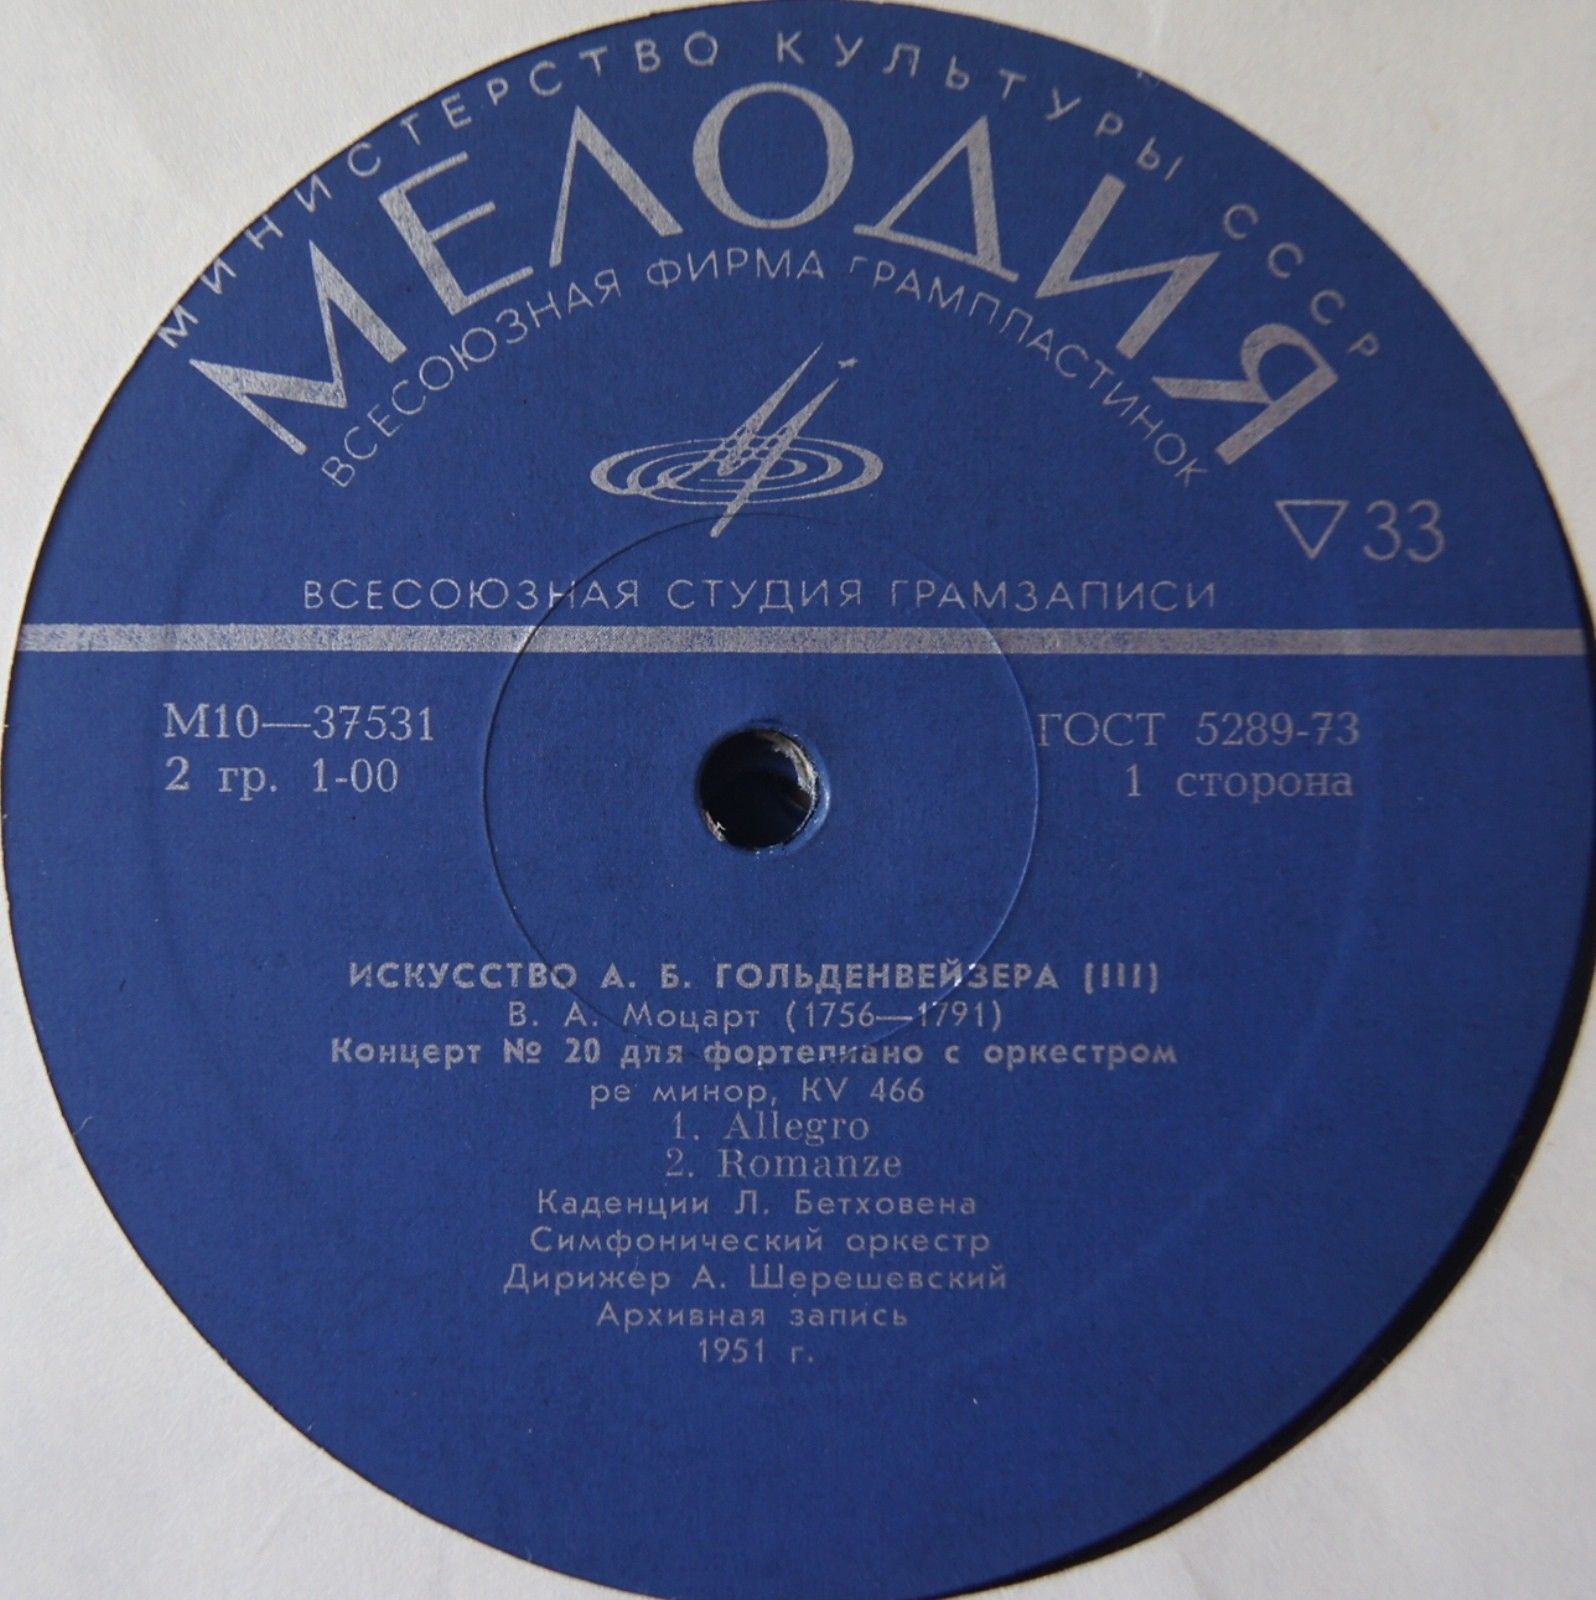 МИНИСТЕРСТВО КУЛЬТУРЫ СССР
МЕЛОДИЯ
ВСЕСОЮЗНАЯ ФИРМА ГРАМПЛАСТИНОК
▽ 33
ВСЕСОЮЗНАЯ СТУДИЯ ГРАМЗАПИСИ
М10—37531
ГОСТ 5289-73
2 гр. 1-00
1 сторона
ИСКУССТВО А. Б. ГОЛЬДЕНВЕЙЗЕРА (III)
В. А. Моцарт (1756—1791)
Концерт № 20 для фортепиано с оркестром
ре минор, KV 466
1. Allegro
2. Romanze
Каденции Л. Бетховена
Симфонический оркестр
Дирижер А. Шерешевский
Архивная запись
1951 г.